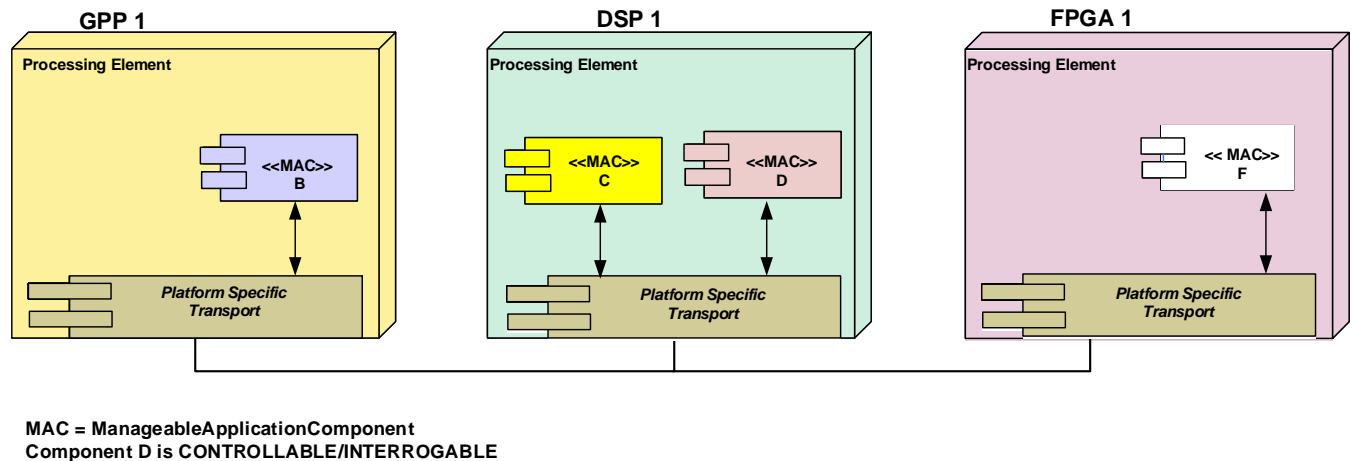 GPP 1
DSP 1
FPGA 1
Processing Element
Processing Element
Processing Element
<<MAC>>
B
<<MAC>>
C
<<MAC>>
D
<< MAC>>
F
Platform Specific
Transport
Platform Specific
Transport
Platform Specific
Transport
MAC = ManageableApplicationComponent
Component D is CONTROLLABLE/INTERROGABLE